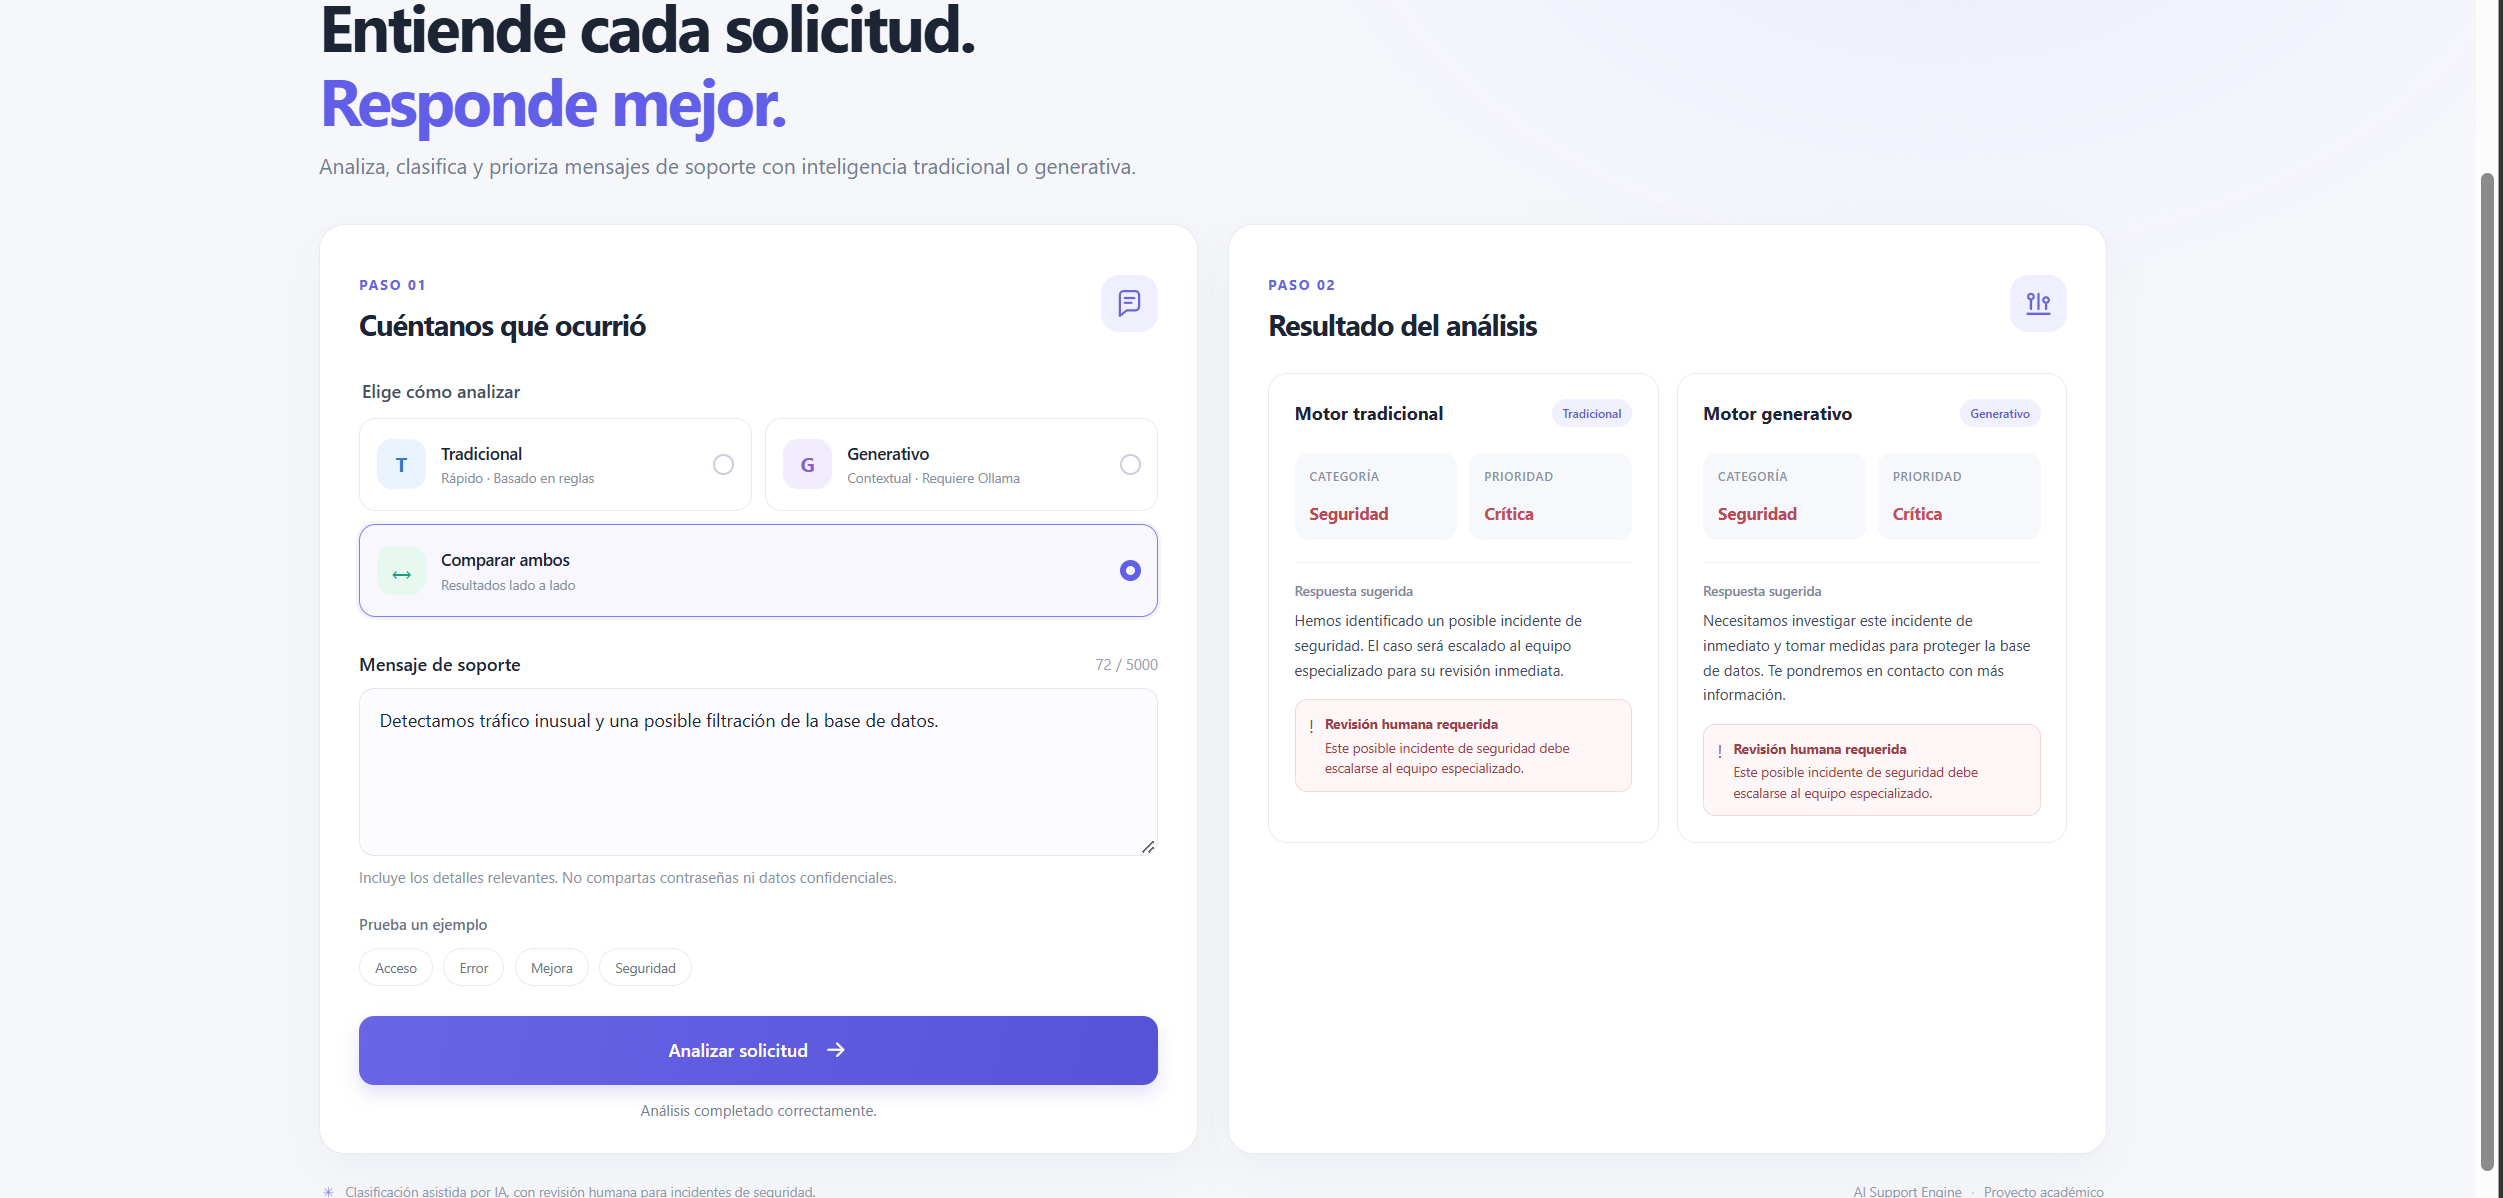 Entiende cada solicitud.
Responde mejor.
Analiza, clasifica y prioriza mensajes de soporte con inteligencia tradicional o generativa.
PASO 01
Cuéntanos qué ocurrió
Elige cómo analizar
T
Tradicional
Rápido · Basado en reglas
G
Generativo
Contextual · Requiere Ollama
↔
Comparar ambos
Resultados lado a lado
Mensaje de soporte
72 / 5000
Detectamos tráfico inusual y una posible filtración de la base de datos.
Incluye los detalles relevantes. No compartas contraseñas ni datos confidenciales.
Prueba un ejemplo
Acceso
Error
Mejora
Seguridad
Analizar solicitud →
Análisis completado correctamente.
PASO 02
Resultado del análisis
Motor tradicional
Tradicional
CATEGORÍA
Seguridad
PRIORIDAD
Crítica
Respuesta sugerida
Hemos identificado un posible incidente de
seguridad. El caso será escalado al equipo
especializado para su revisión inmediata.
! Revisión humana requerida
Este posible incidente de seguridad debe
escalarse al equipo especializado.
Motor generativo
Generativo
CATEGORÍA
Seguridad
PRIORIDAD
Crítica
Respuesta sugerida
Necesitamos investigar este incidente de
inmediato y tomar medidas para proteger la base
de datos. Te pondremos en contacto con más
información.
! Revisión humana requerida
Este posible incidente de seguridad debe
escalarse al equipo especializado.
✳ Clasificación asistida por IA, con revisión humana para incidentes de seguridad.
AI Support Engine · Proyecto académico